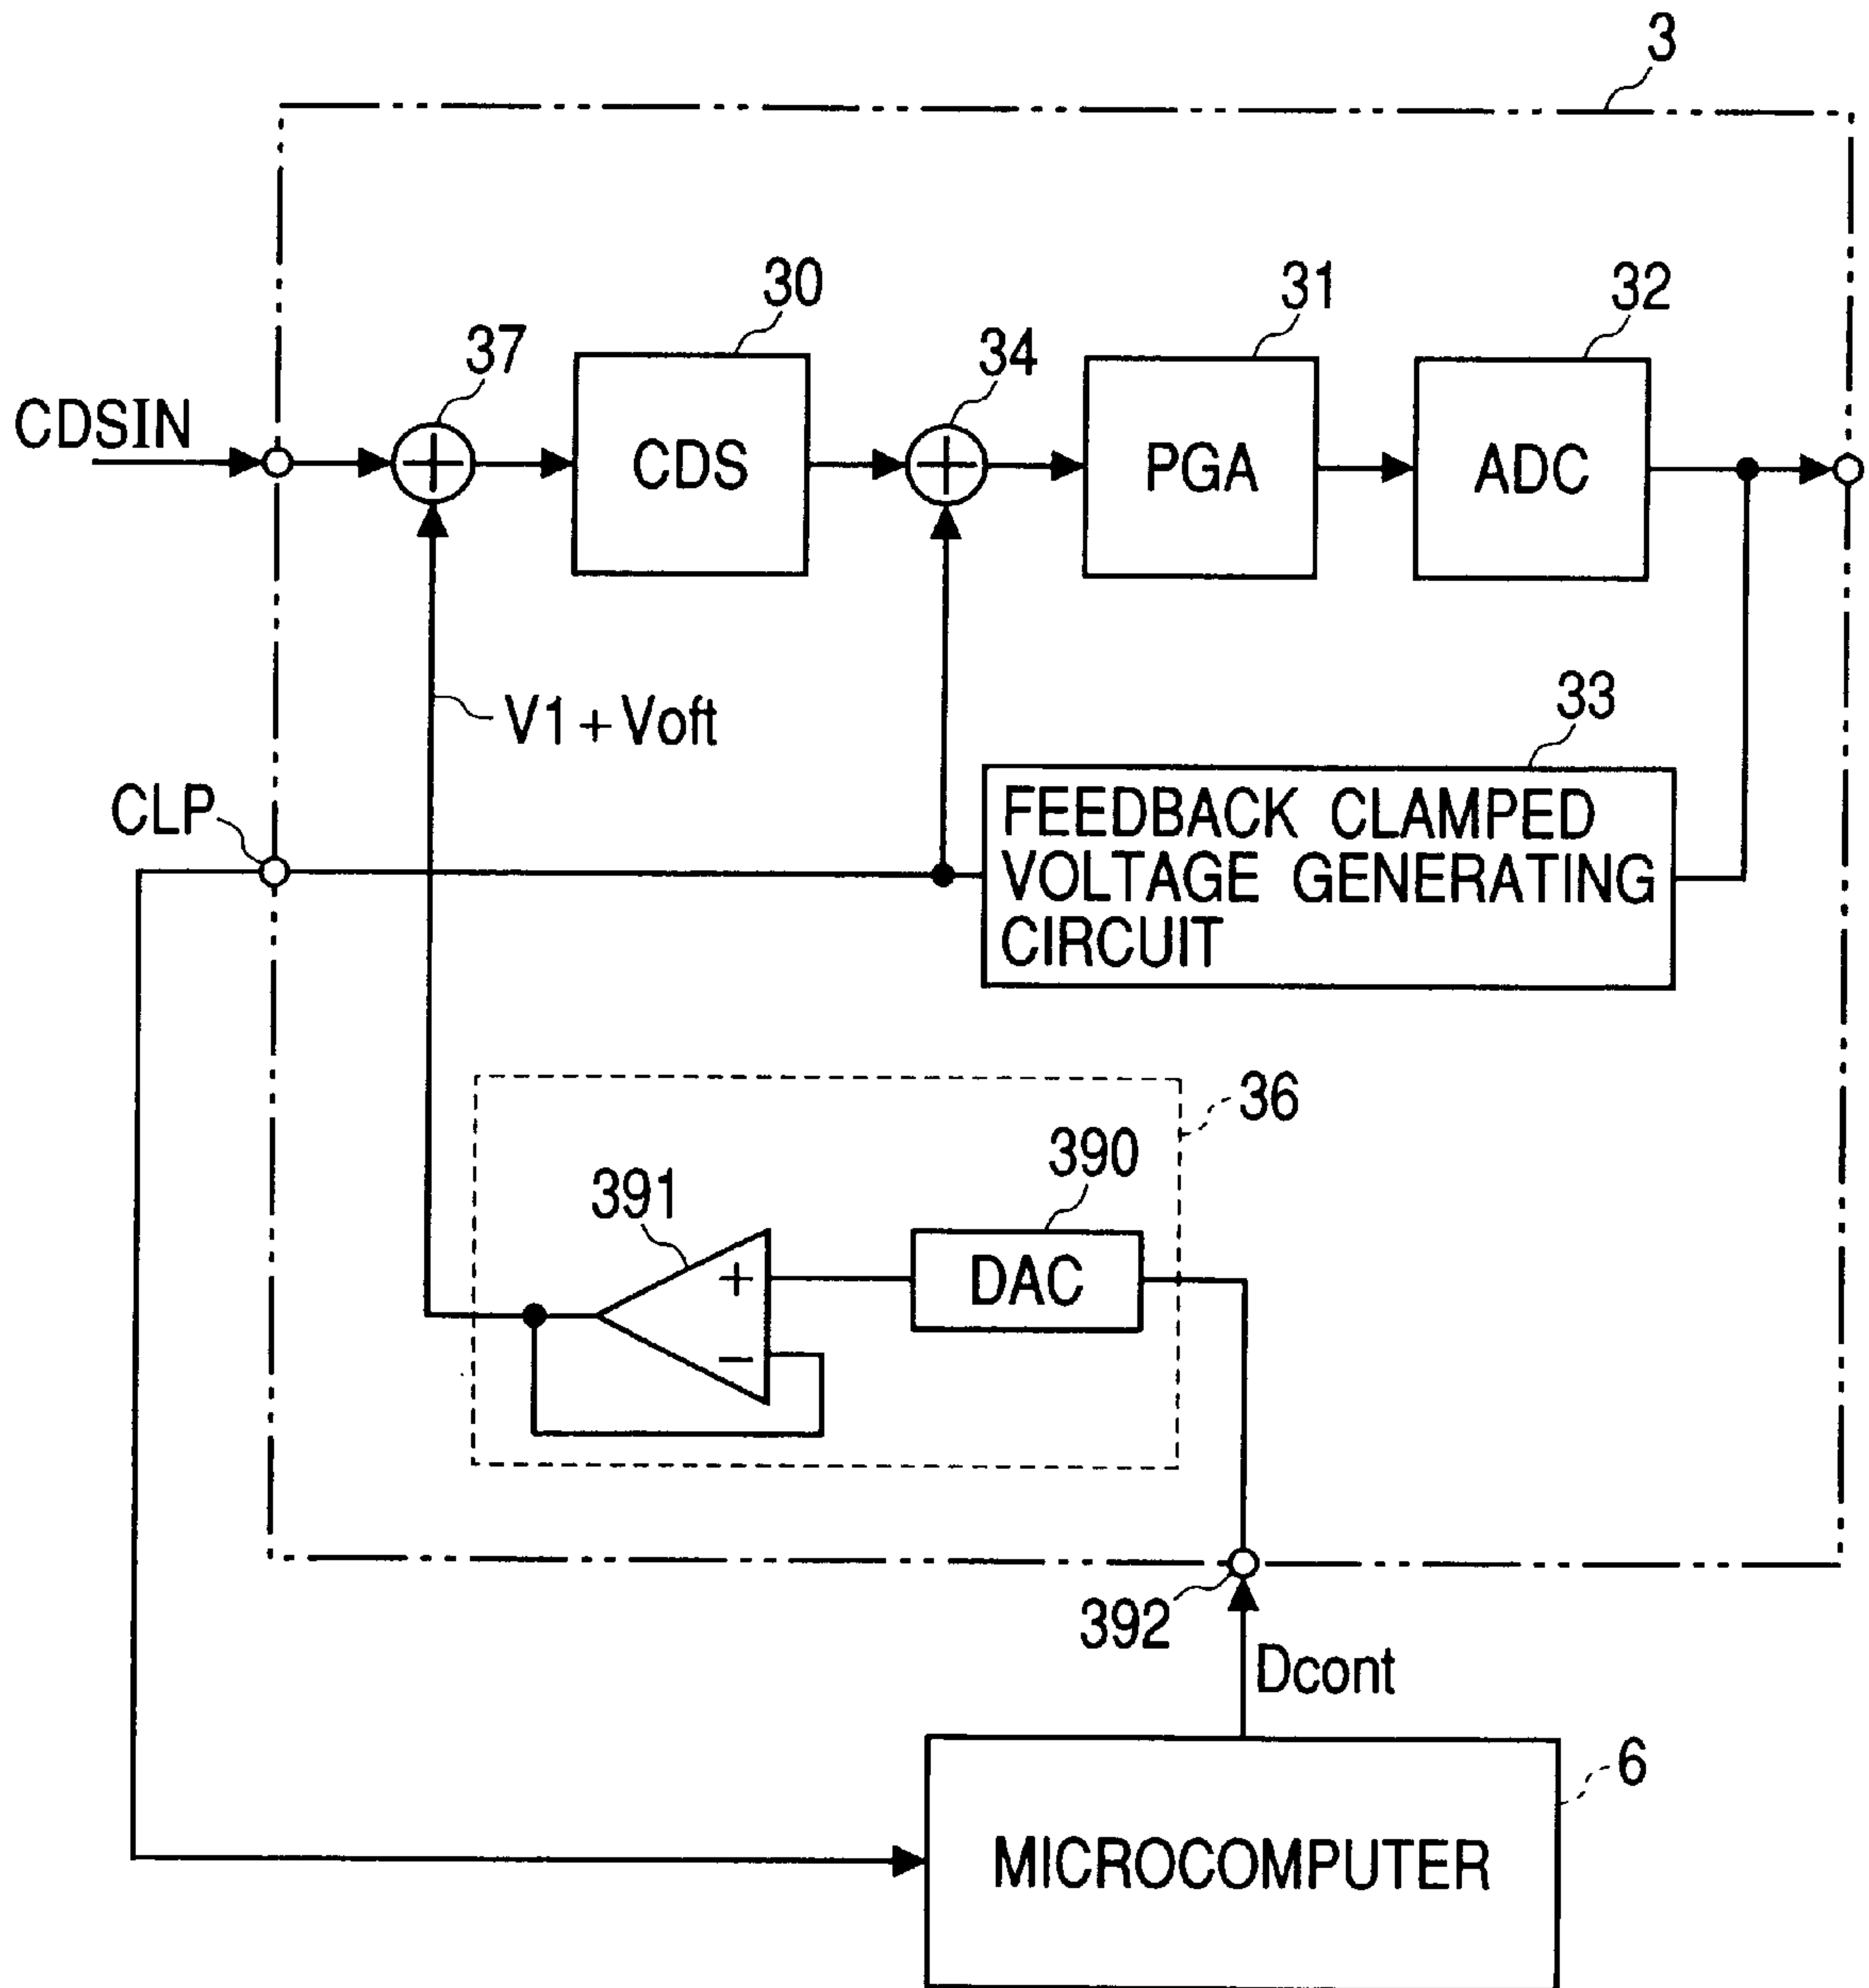 3
30
31
32
37
34
CDSIN
+
CDS
+
PGA
ADC
33
V1+Voft
CLP
FEEDBACK CLAMPED
VOLTAGE GENERATING
CIRCUIT
36
390
391
+
DAC
−
392
Dcont
6
MICROCOMPUTER